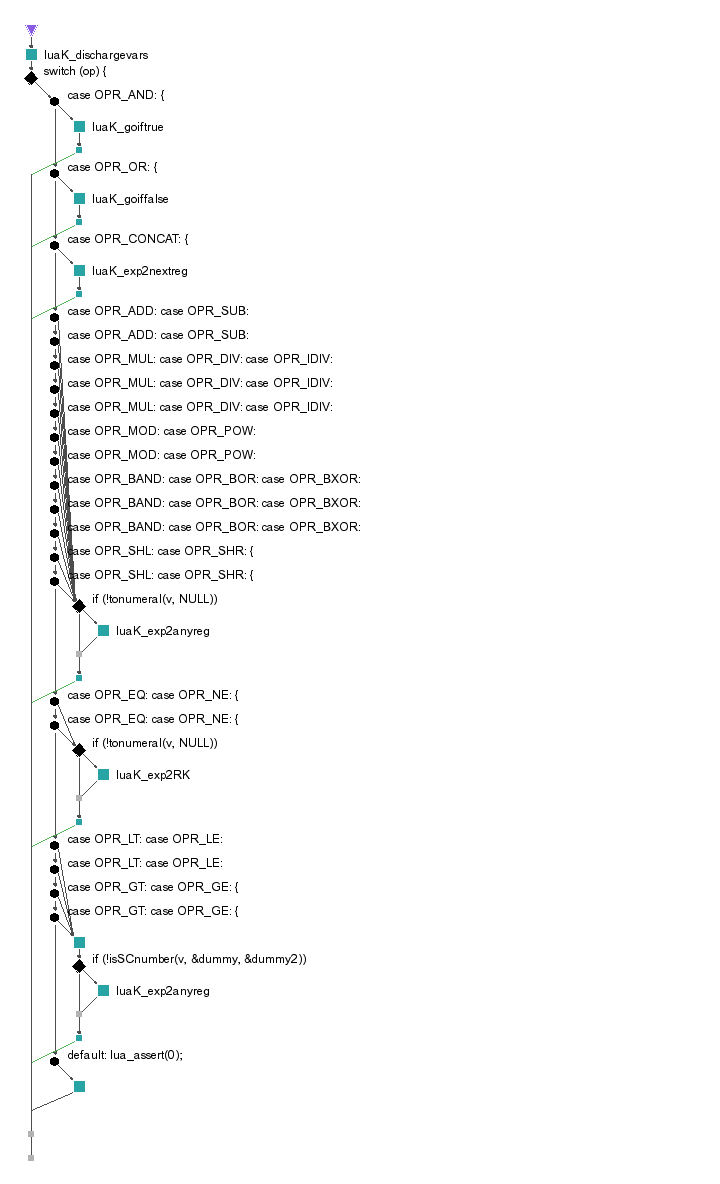 luaK_dischargevars
switch (op) {
case OPR_AND: {
luaK_goiftrue
case OPR_OR: {
luaK_goiffalse
case OPR_CONCAT: {
luaK_exp2nextreg
case OPR_ADD: case OPR_SUB:
case OPR_ADD: case OPR_SUB:
case OPR_MUL: case OPR_DIV: case OPR_IDIV:
case OPR_MUL: case OPR_DIV: case OPR_IDIV:
case OPR_MUL: case OPR_DIV: case OPR_IDIV:
case OPR_MOD: case OPR_POW:
case OPR_MOD: case OPR_POW:
case OPR_BAND: case OPR_BOR: case OPR_BXOR:
case OPR_BAND: case OPR_BOR: case OPR_BXOR:
case OPR_BAND: case OPR_BOR: case OPR_BXOR:
case OPR_SHL: case OPR_SHR: {
case OPR_SHL: case OPR_SHR: {
if (!tonumeral(v, NULL))
luaK_exp2anyreg
case OPR_EQ: case OPR_NE: {
case OPR_EQ: case OPR_NE: {
if (!tonumeral(v, NULL))
luaK_exp2RK
case OPR_LT: case OPR_LE:
case OPR_LT: case OPR_LE:
case OPR_GT: case OPR_GE: {
case OPR_GT: case OPR_GE: {
if (!isSCnumber(v, &dummy, &dummy2))
luaK_exp2anyreg
default: lua_assert(0);